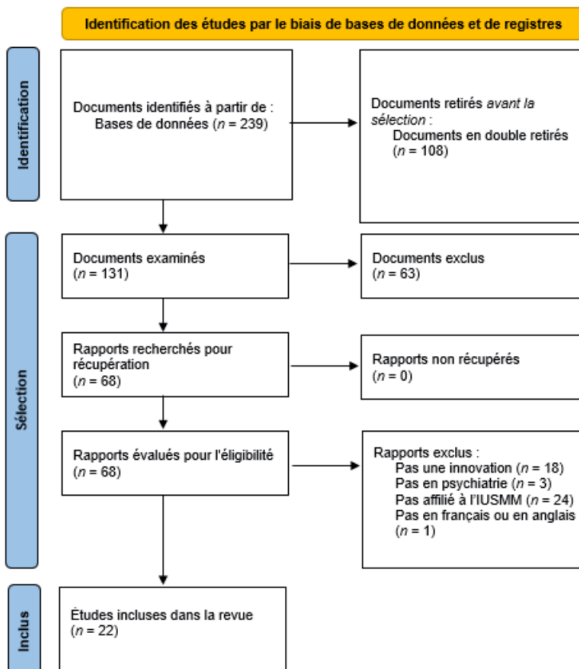 Identification des études par le biais de bases de données et de registres
Identification
Documents identifiés à partir de :
Bases de données (n = 239)
Documents retirés avant la
sélection :
Documents en double retirés
(n = 108)
Sélection
Documents examinés
(n = 131)
Documents exclus
(n = 63)
Rapports recherchés pour
récupération
(n = 68)
Rapports non récupérés
(n = 0)
Rapports évalués pour l'éligibilité
(n = 68)
Rapports exclus :
Pas une innovation (n = 18)
Pas en psychiatrie (n = 3)
Pas affilié à l'IUSMM (n = 24)
Pas en français ou en anglais
(n = 1)
Inclus
Études incluses dans la revue
(n = 22)